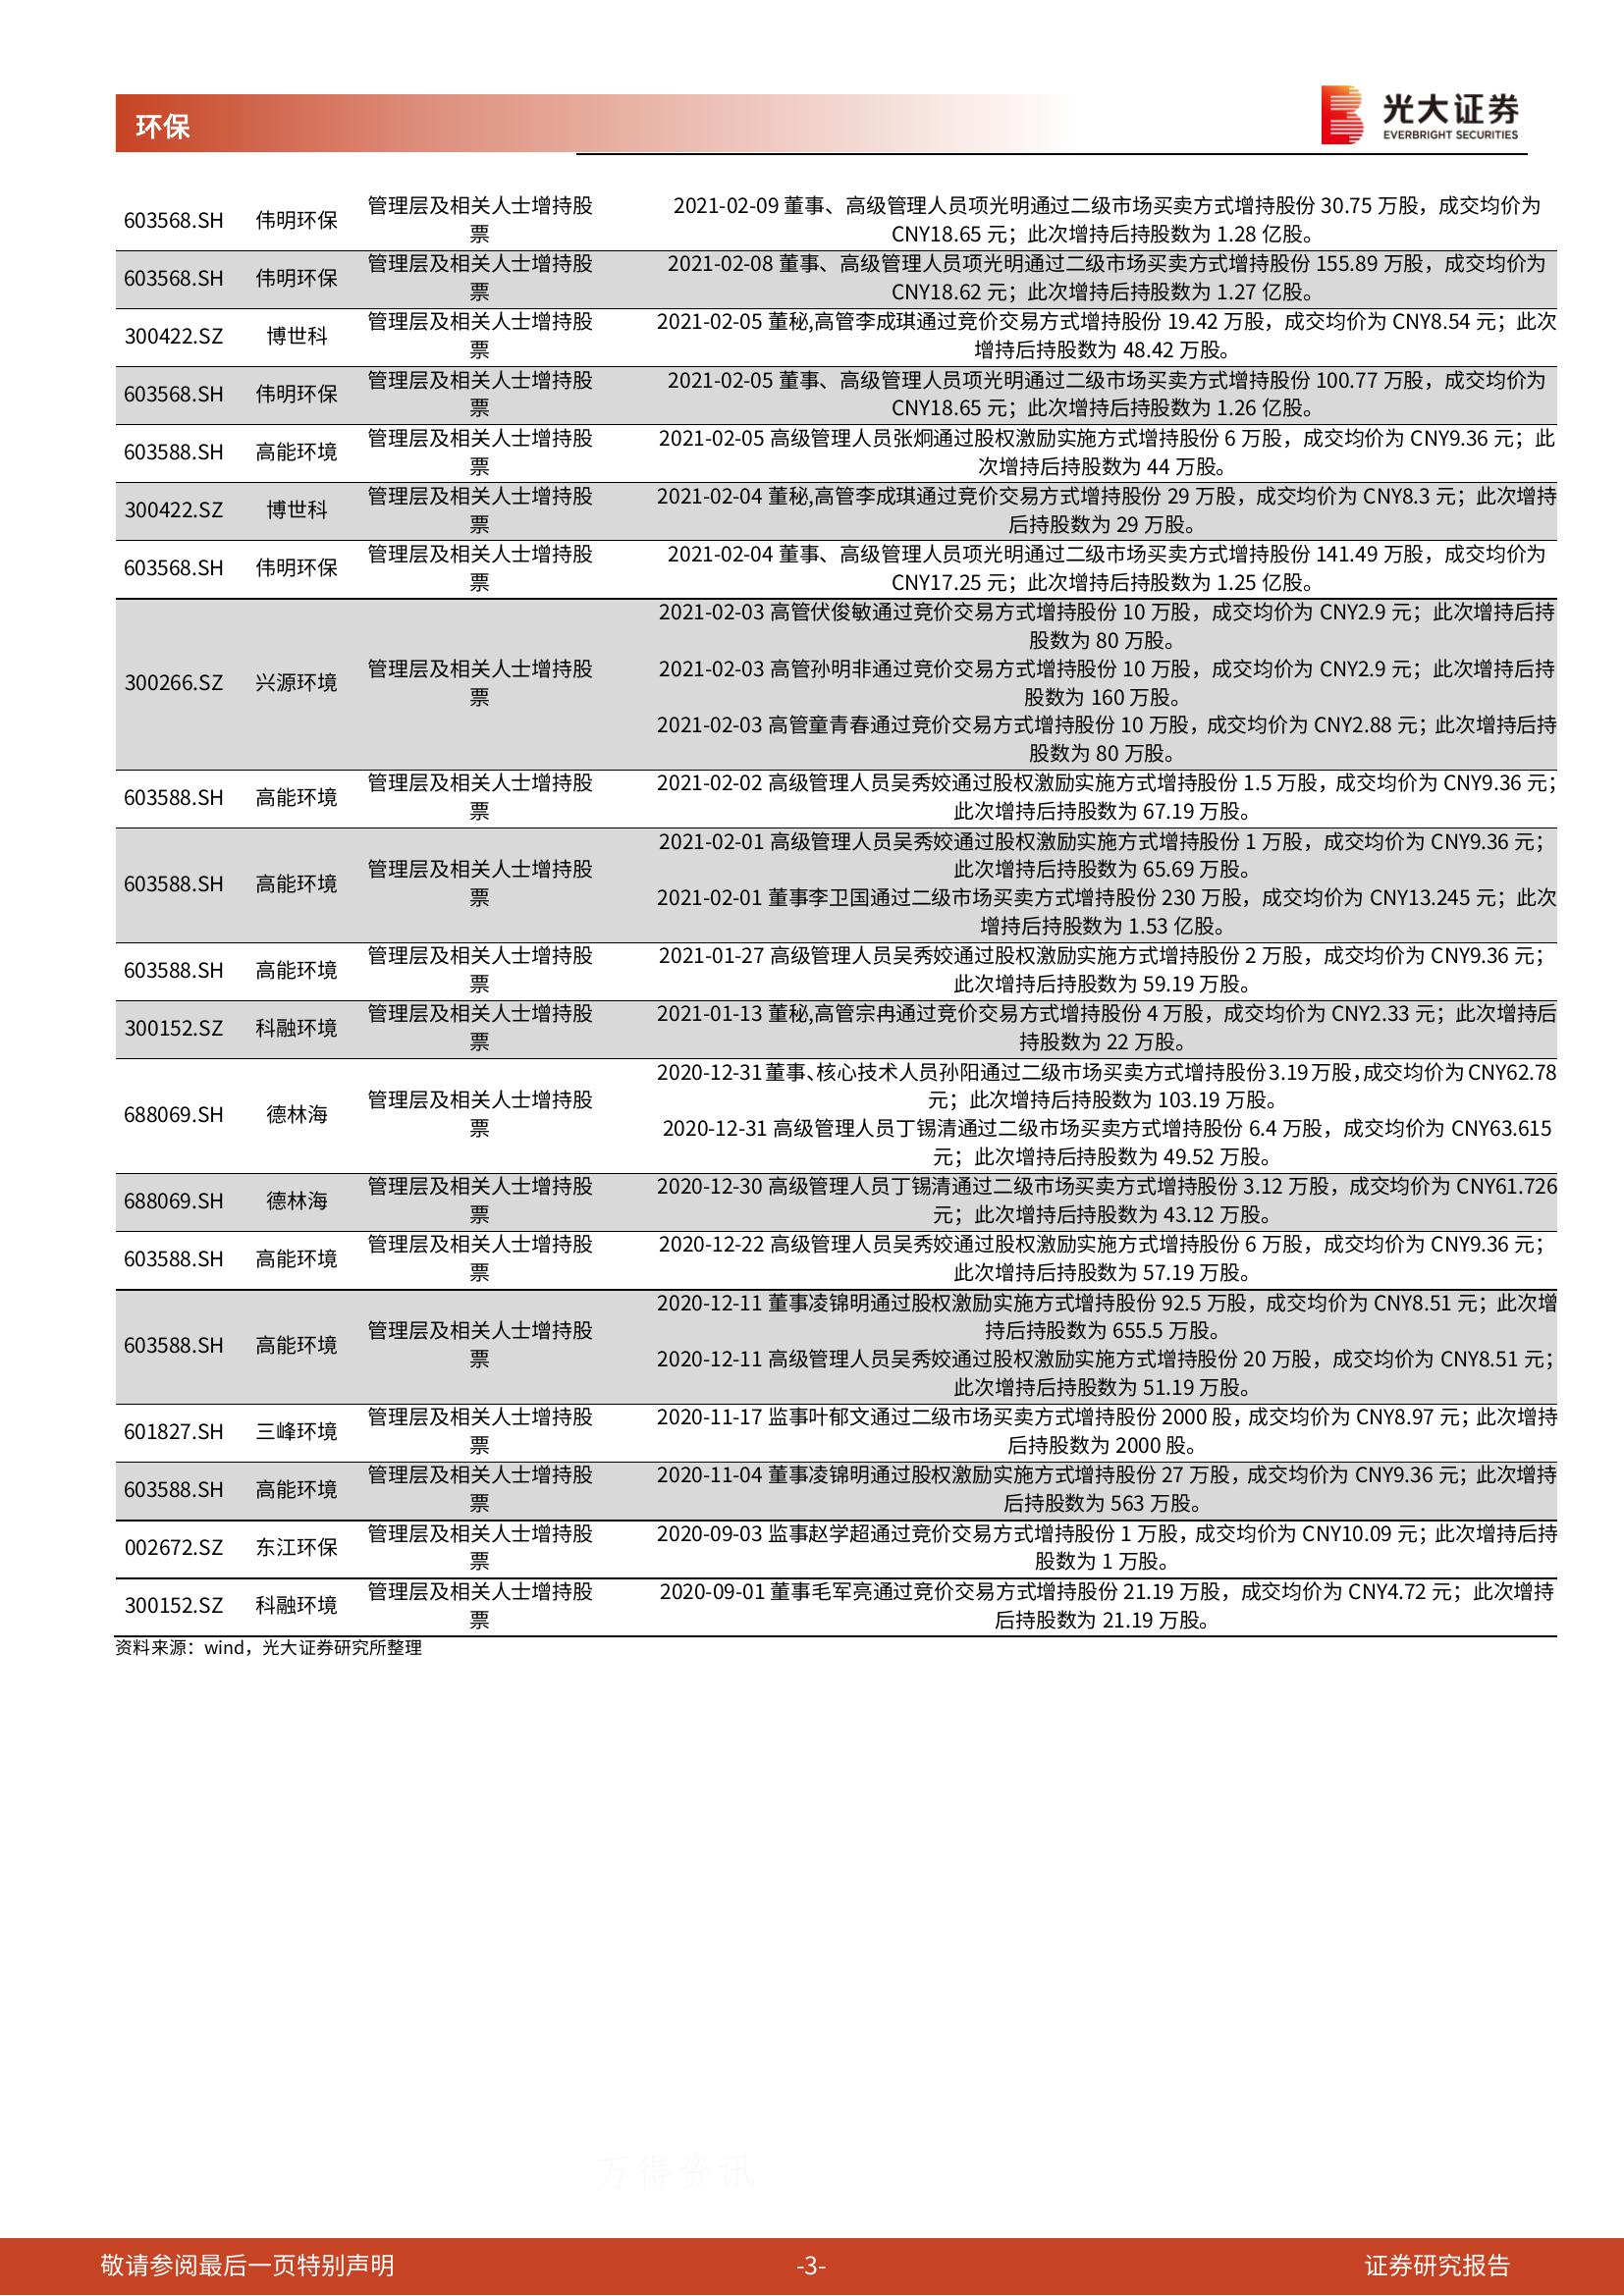 环保
光大证券
EVERBRIGHT SECURITIES
603568.SH 伟明环保 管理层及相关人士增持股票 2021-02-09 董事、高级管理人员项光明通过二级市场买卖方式增持股份 30.75 万股，成交均价为
CNY18.65 元；此次增持后持股数为 1.28 亿股。
603568.SH 伟明环保 管理层及相关人士增持股票 2021-02-08 董事、高级管理人员项光明通过二级市场买卖方式增持股份 155.89 万股，成交均价为
CNY18.62 元；此次增持后持股数为 1.27 亿股。
300422.SZ 博世科 管理层及相关人士增持股票 2021-02-05 董秘,高管李成琪通过竞价交易方式增持股份 19.42 万股，成交均价为 CNY8.54 元；此次
增持后持股数为 48.42 万股。
603568.SH 伟明环保 管理层及相关人士增持股票 2021-02-05 董事、高级管理人员项光明通过二级市场买卖方式增持股份 100.77 万股，成交均价为
CNY18.65 元；此次增持后持股数为 1.26 亿股。
603588.SH 高能环境 管理层及相关人士增持股票 2021-02-05 高级管理人员张炯通过股权激励实施方式增持股份 6 万股，成交均价为 CNY9.36 元；此
次增持后持股数为 44 万股。
300422.SZ 博世科 管理层及相关人士增持股票 2021-02-04 董秘,高管李成琪通过竞价交易方式增持股份 29 万股，成交均价为 CNY8.3 元；此次增持
后持股数为 29 万股。
603568.SH 伟明环保 管理层及相关人士增持股票 2021-02-04 董事、高级管理人员项光明通过二级市场买卖方式增持股份 141.49 万股，成交均价为
CNY17.25 元；此次增持后持股数为 1.25 亿股。
300266.SZ 兴源环境 管理层及相关人士增持股票 2021-02-03 高管伏俊敏通过竞价交易方式增持股份 10 万股，成交均价为 CNY2.9 元；此次增持后持
股数为 80 万股。
2021-02-03 高管孙明非通过竞价交易方式增持股份 10 万股，成交均价为 CNY2.9 元；此次增持后持
股数为 160 万股。
2021-02-03 高管童青春通过竞价交易方式增持股份 10 万股，成交均价为 CNY2.88 元；此次增持后持
股数为 80 万股。
603588.SH 高能环境 管理层及相关人士增持股票 2021-02-02 高级管理人员吴秀姣通过股权激励实施方式增持股份 1.5 万股，成交均价为 CNY9.36 元；
此次增持后持股数为 67.19 万股。
603588.SH 高能环境 管理层及相关人士增持股票 2021-02-01 高级管理人员吴秀姣通过股权激励实施方式增持股份 1 万股，成交均价为 CNY9.36 元；
此次增持后持股数为 65.69 万股。
2021-02-01 董事李卫国通过二级市场买卖方式增持股份 230 万股，成交均价为 CNY13.245 元；此次
增持后持股数为 1.53 亿股。
603588.SH 高能环境 管理层及相关人士增持股票 2021-01-27 高级管理人员吴秀姣通过股权激励实施方式增持股份 2 万股，成交均价为 CNY9.36 元；
此次增持后持股数为 59.19 万股。
300152.SZ 科融环境 管理层及相关人士增持股票 2021-01-13 董秘,高管宗冉通过竞价交易方式增持股份 4 万股，成交均价为 CNY2.33 元；此次增持后
持股数为 22 万股。
688069.SH 德林海 管理层及相关人士增持股票 2020-12-31 董事、核心技术人员孙阳通过二级市场买卖方式增持股份 3.19 万股，成交均价为 CNY62.78
元；此次增持后持股数为 103.19 万股。
2020-12-31 高级管理人员丁锡清通过二级市场买卖方式增持股份 6.4 万股，成交均价为 CNY63.615
元；此次增持后持股数为 49.52 万股。
688069.SH 德林海 管理层及相关人士增持股票 2020-12-30 高级管理人员丁锡清通过二级市场买卖方式增持股份 3.12 万股，成交均价为 CNY61.726
元；此次增持后持股数为 43.12 万股。
603588.SH 高能环境 管理层及相关人士增持股票 2020-12-22 高级管理人员吴秀姣通过股权激励实施方式增持股份 6 万股，成交均价为 CNY9.36 元；
此次增持后持股数为 57.19 万股。
603588.SH 高能环境 管理层及相关人士增持股票 2020-12-11 董事凌锦明通过股权激励实施方式增持股份 92.5 万股，成交均价为 CNY8.51 元；此次增
持后持股数为 655.5 万股。
2020-12-11 高级管理人员吴秀姣通过股权激励实施方式增持股份 20 万股，成交均价为 CNY8.51 元；
此次增持后持股数为 51.19 万股。
601827.SH 三峰环境 管理层及相关人士增持股票 2020-11-17 监事叶郁文通过二级市场买卖方式增持股份 2000 股，成交均价为 CNY8.97 元；此次增持
后持股数为 2000 股。
603588.SH 高能环境 管理层及相关人士增持股票 2020-11-04 董事凌锦明通过股权激励实施方式增持股份 27 万股，成交均价为 CNY9.36 元；此次增持
后持股数为 563 万股。
002672.SZ 东江环保 管理层及相关人士增持股票 2020-09-03 监事赵学超通过竞价交易方式增持股份 1 万股，成交均价为 CNY10.09 元；此次增持后持
股数为 1 万股。
300152.SZ 科融环境 管理层及相关人士增持股票 2020-09-01 董事毛军亮通过竞价交易方式增持股份 21.19 万股，成交均价为 CNY4.72 元；此次增持
后持股数为 21.19 万股。
资料来源：wind，光大证券研究所整理
万得资讯
敬请参阅最后一页特别声明 -3- 证券研究报告